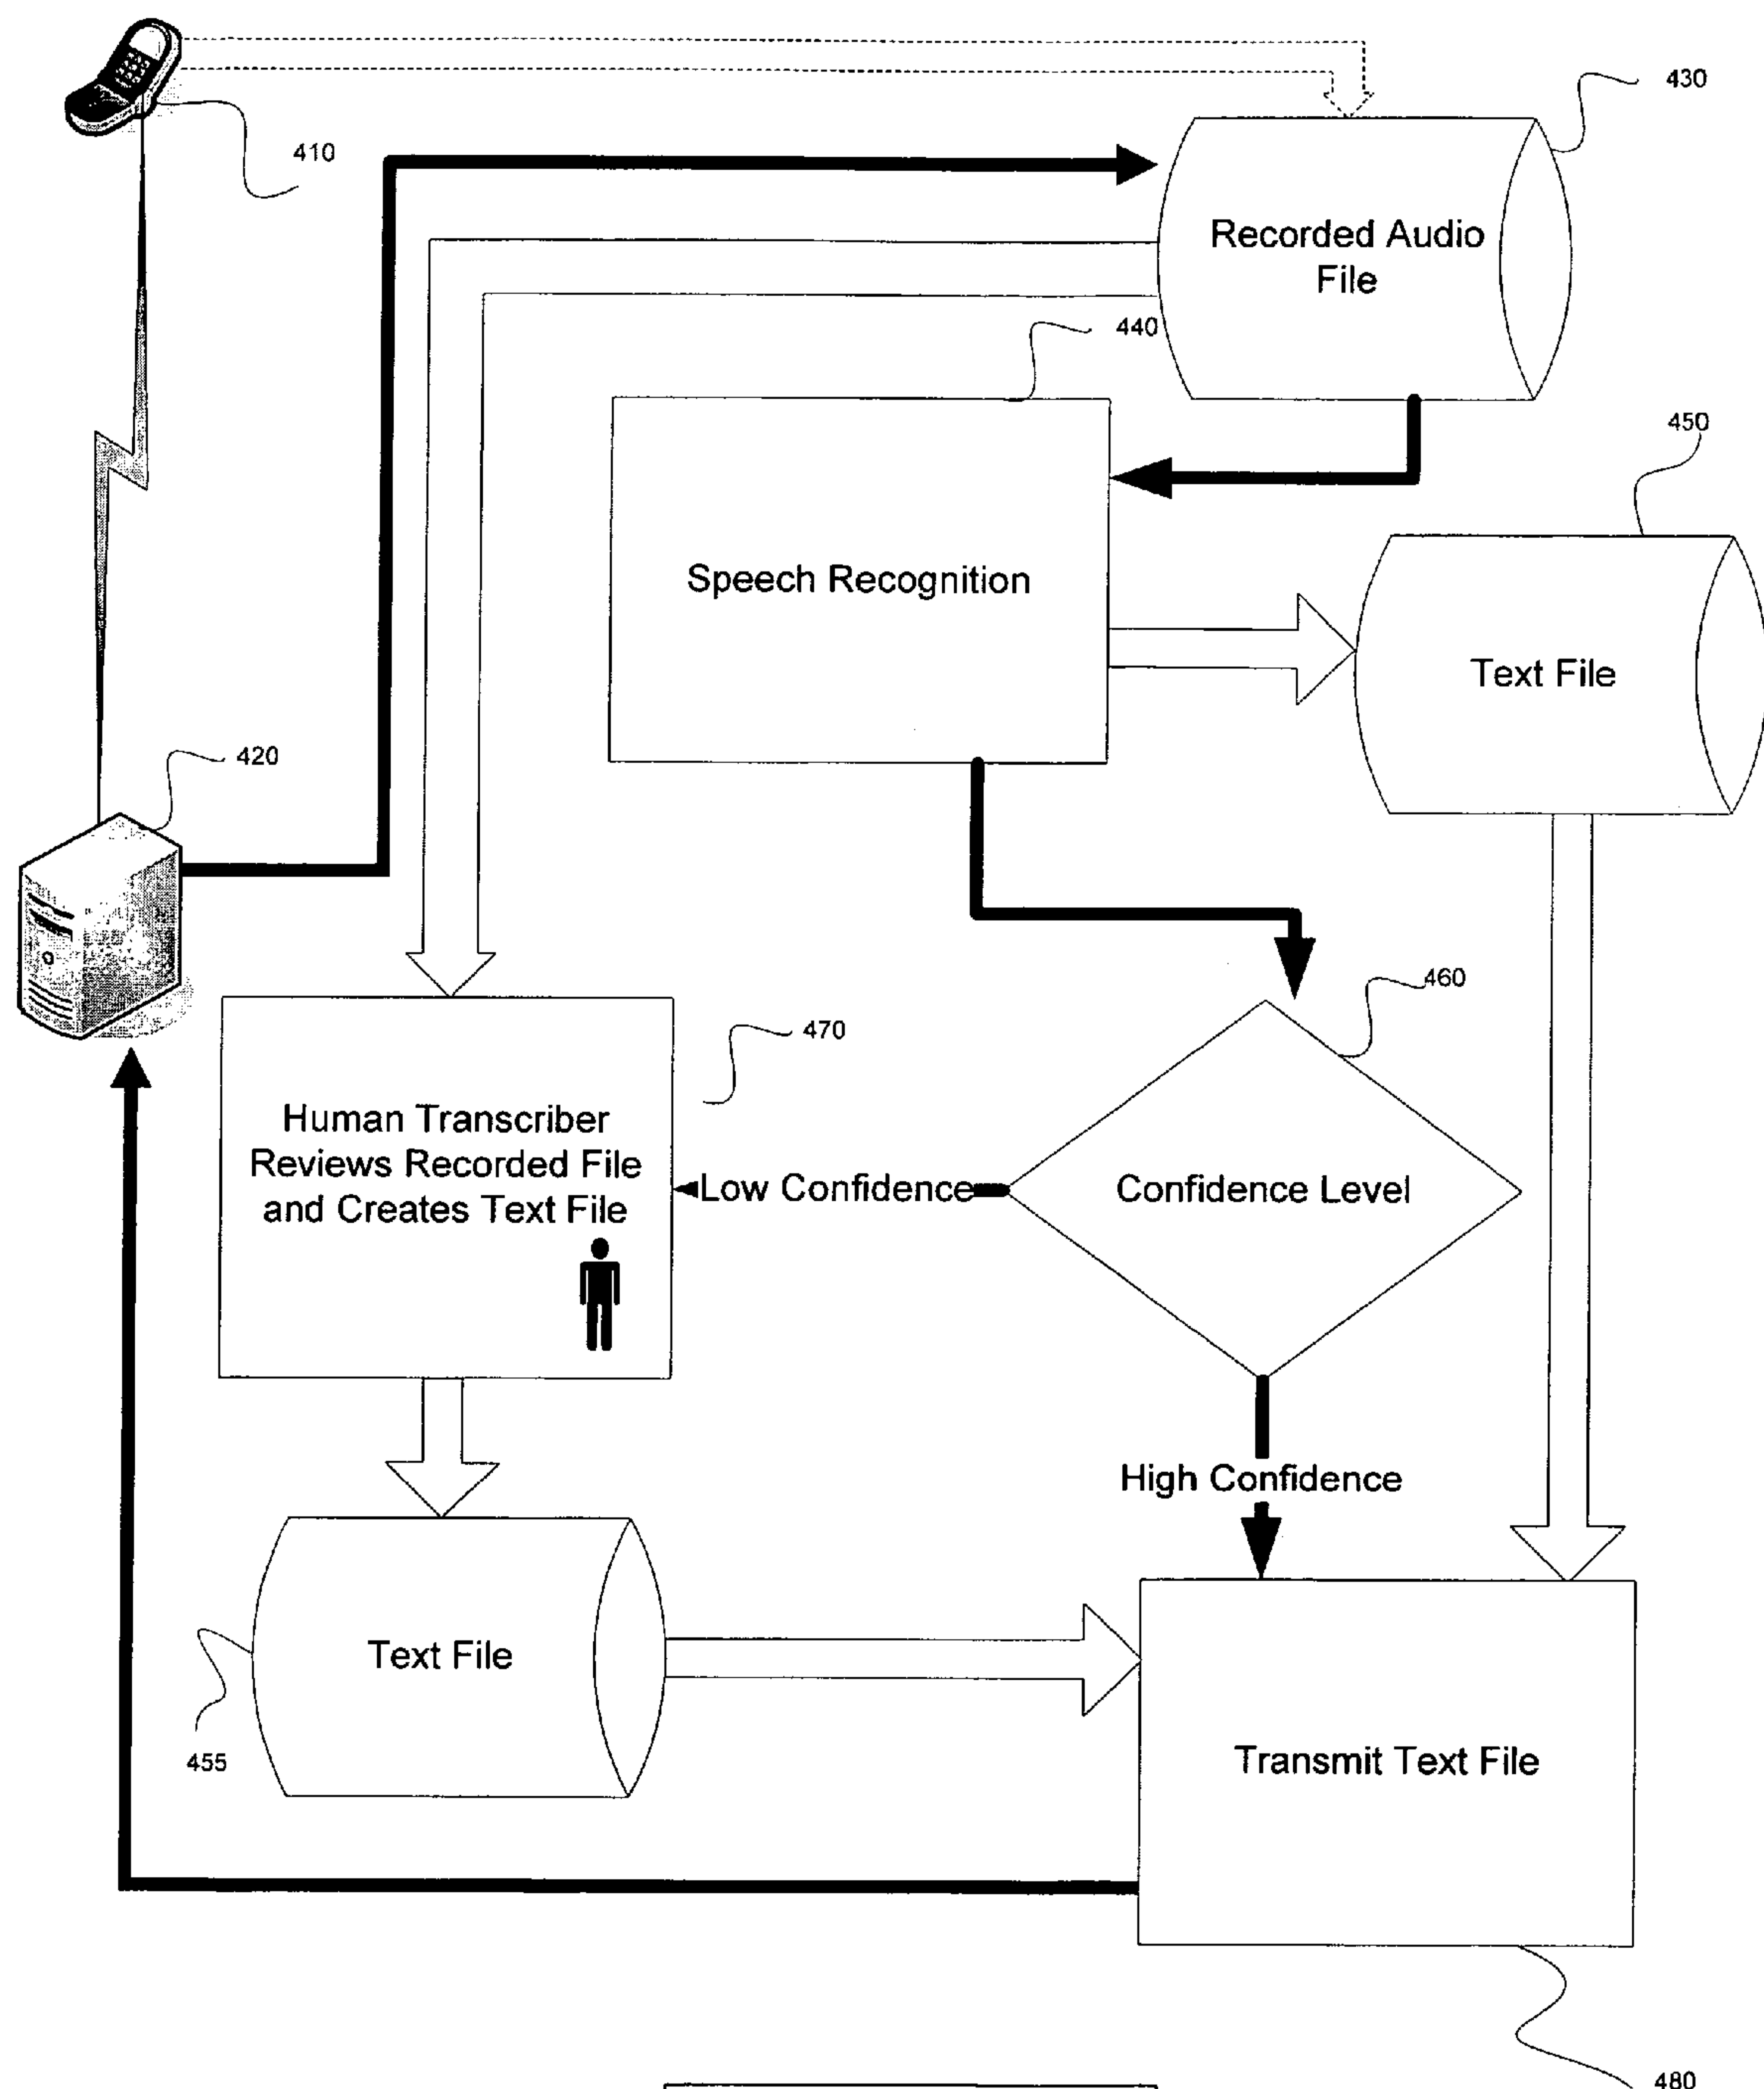 430
410
Recorded Audio
File
440
450
Speech Recognition
Text File
420
460
470
Human Transcriber
Reviews Recorded File
and Creates Text File
Low Confidence
Confidence Level
High Confidence
Text File
455
Transmit Text File
480